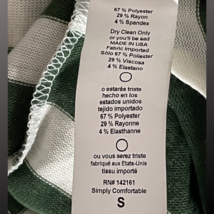 67 % Polyester
29 % Rayon
4 % Spandex
Dry Clean Only
or you'll be sad
MADE IN USA
Fabric Imported
Sólo 67% Poliester
29 % Viscosa
4 % Elastano
o estarás triste
hecho en los
estados unidos
tejido importado
67 % Polyester
29 % Rayonne
4 % Elasthanne
ou vous serez triste
fabriqué aux Etats-Unis
tissu importé
RN# 142161
Simply Comfortable
S